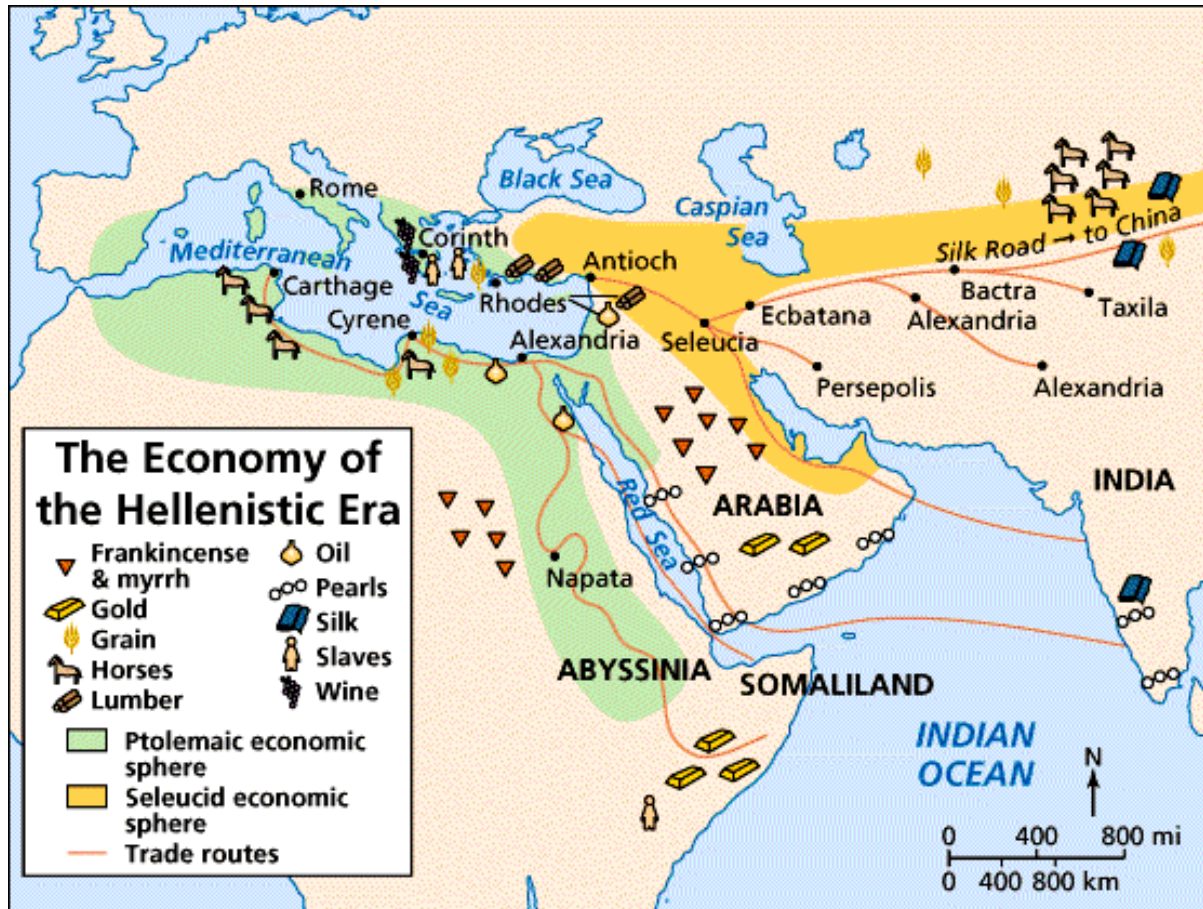 Rome
Black Sea
Caspian
Sea
Silk Road → to China
Corinth
Mediterranean
Sea
Antioch
Carthage
Rhodes
Bactra
Taxila
Ecbatana
Alexandria
Cyrene
Alexandria
Seleucia
Persepolis
Alexandria
The Economy of
the Hellenistic Era
Frankincense
& myrrh
Gold
Grain
Horses
Lumber
Oil
Pearls
Silk
Slaves
Wine
Ptolemaic economic
sphere
Seleucid economic
sphere
Trade routes
Red Sea
ARABIA
INDIA
Napata
ABYSSINIA
SOMALILAND
INDIAN
OCEAN
N
0 400 800 mi
0 400 800 km